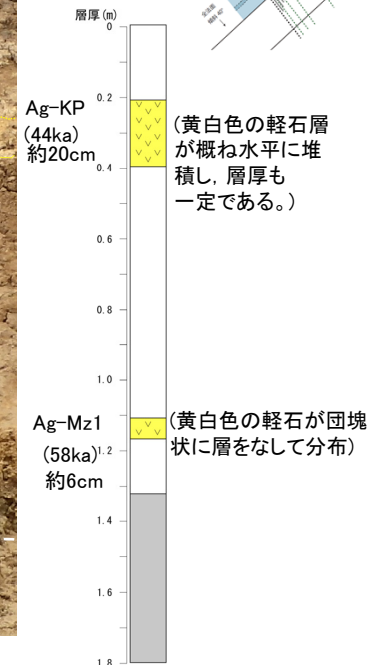 層厚(m)
0
0.2
0.4
0.6
0.8
1.0
1.2
1.4
1.6
1.8
Ag-KP
(44ka)
約20cm
(黄白色の軽石層
が概ね水平に堆
積し，層厚も
一定である。)
Ag-Mz1
(58ka)
約6cm
(黄白色の軽石が団塊
状に層をなして分布)